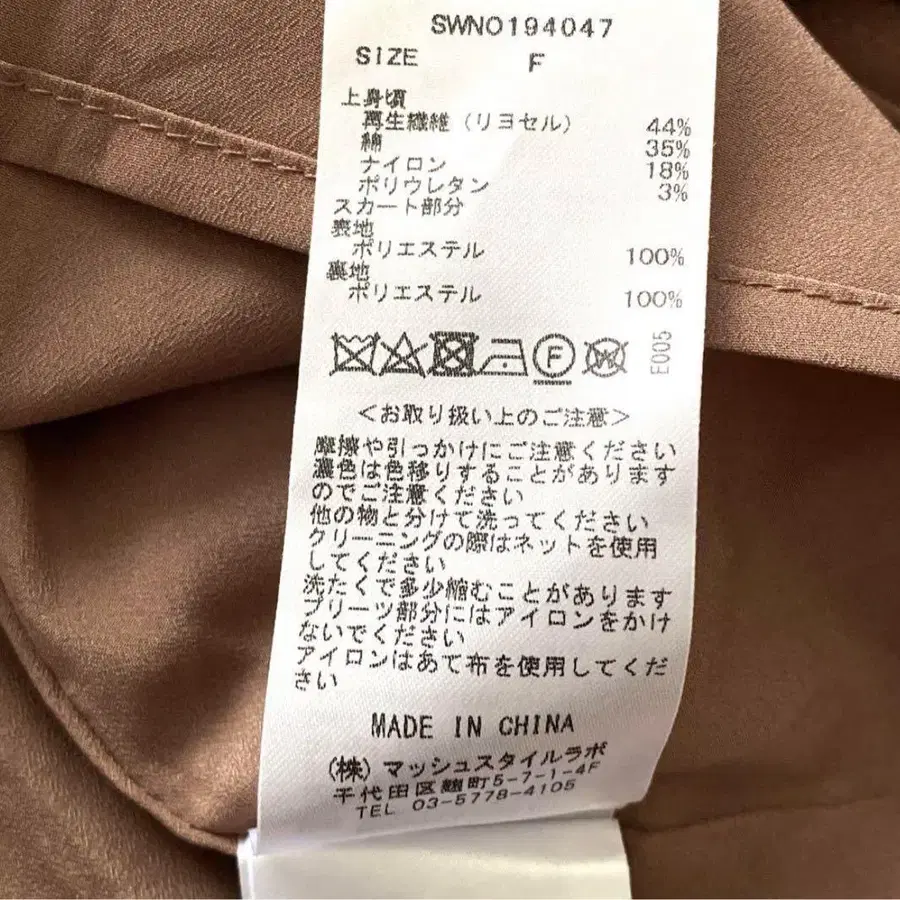 SWNO194047
SIZE F
上身頃
再生繊維(リヨセル) 44%
綿 35%
ナイロン 18%
ポリウレタン 3%
スカート部分
表地
ポリエステル 100%
裏地
ポリエステル 100%
F
W
E005
<お取り扱い上のご注意>
摩擦や引っかけにご注意ください
濃色は色移りすることがあります
のでご注意ください
他の物と分けて洗ってください
クリーニングの際はネットを使用
してください
洗たくで多少縮むことがあります
プリーツ部分にはアイロンをかけ
ないでください
アイロンはあて布を使用してくだ
さい
MADE IN CHINA
(株)マッシュスタイルラボ
千代田区麹町5-7-1-4F
TEL 03-5778-4105